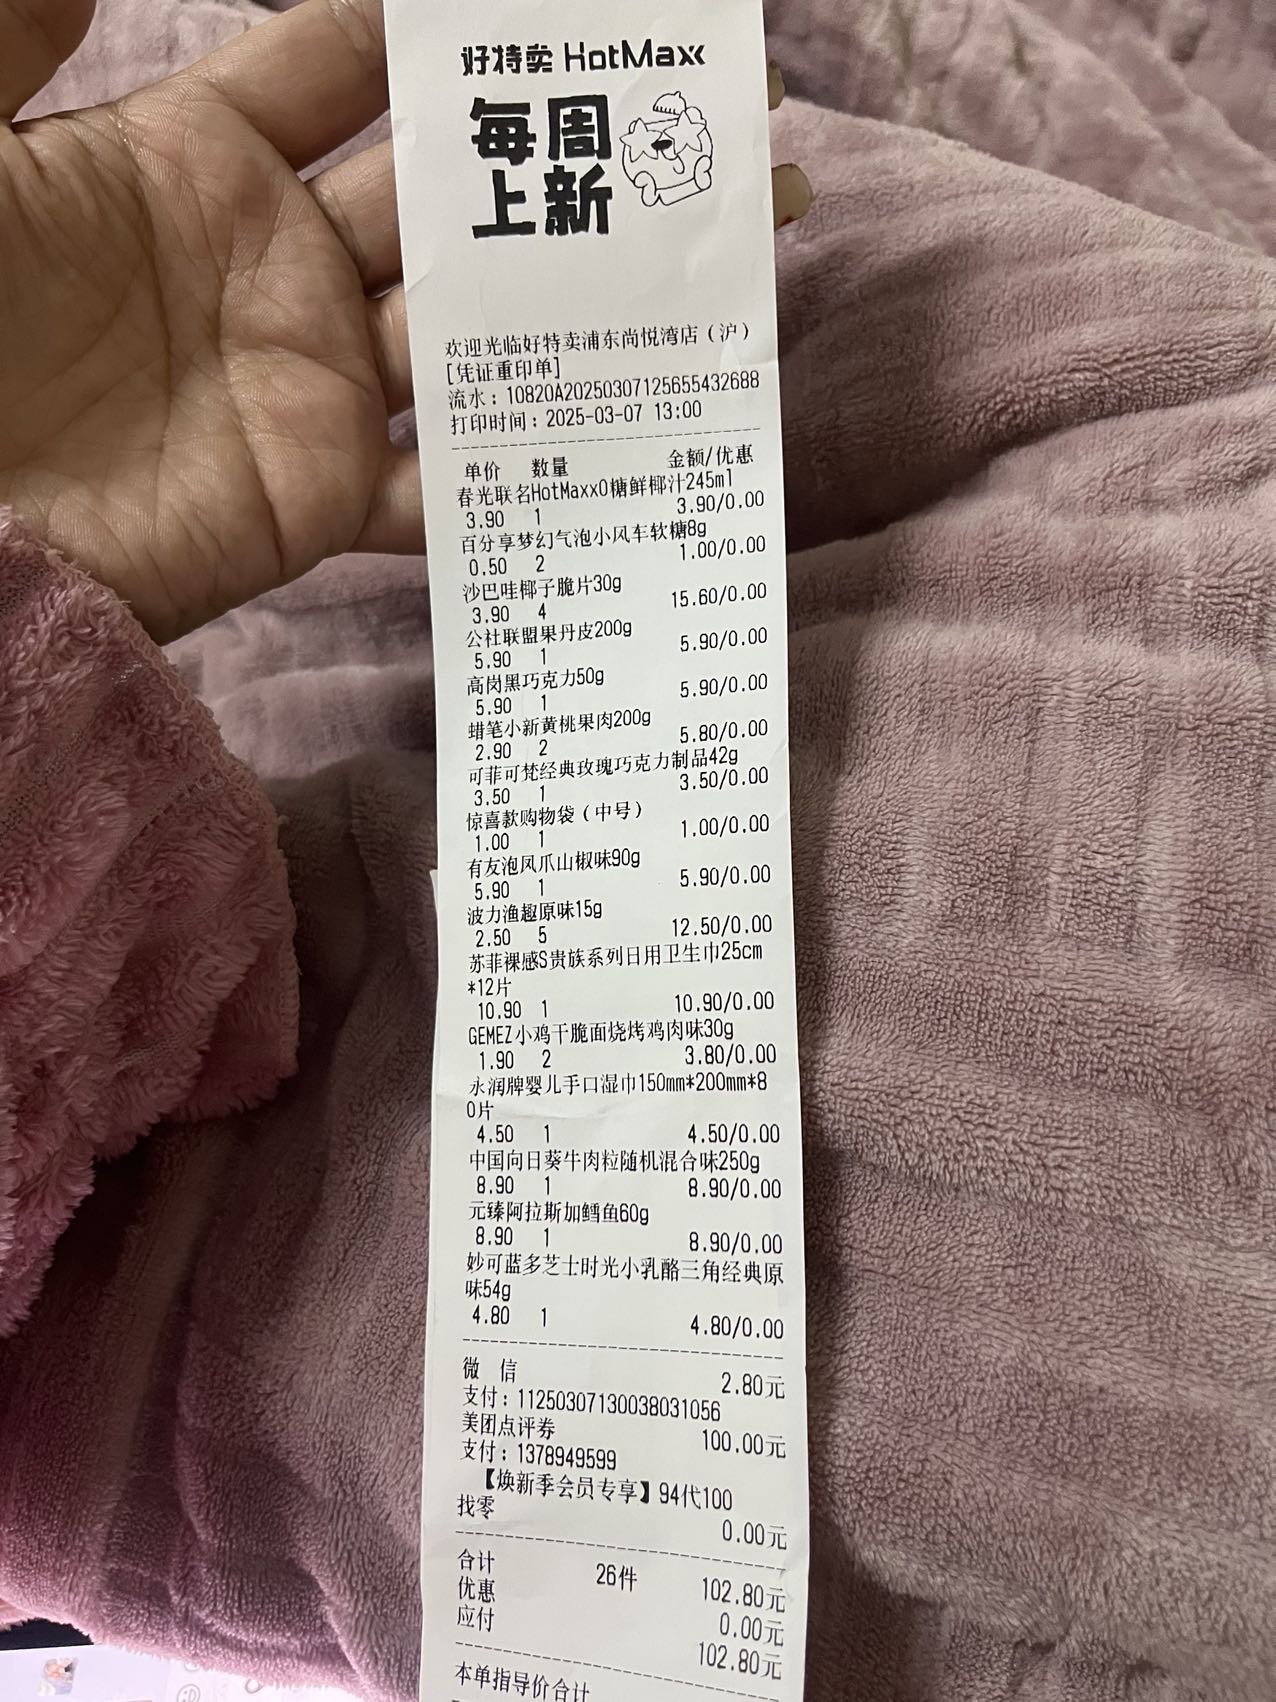 好特卖 HotMaxx
每周
上新
欢迎光临好特卖浦东尚悦湾店（沪）
[凭证重印单]
流水：10820A20250307125655432688
打印时间：2025-03-07 13:00
单价 数量 金额/优惠
春光联名HotMaxx0糖鲜椰汁245ml
3.90 1 3.90/0.00
百分享梦幻气泡小风车软糖8g
0.50 2 1.00/0.00
沙巴哇椰子脆片30g
3.90 4 15.60/0.00
公社联盟果丹皮200g
5.90 1 5.90/0.00
高岗黑巧克力50g
5.90 1 5.90/0.00
蜡笔小新黄桃果肉200g
2.90 2 5.80/0.00
可菲可梵经典玫瑰巧克力制品42g
3.50 1 3.50/0.00
惊喜款购物袋（中号）
1.00 1 1.00/0.00
有友泡凤爪山椒味90g
5.90 1 5.90/0.00
波力渔趣原味15g
2.50 5 12.50/0.00
苏菲裸感S贵族系列日用卫生巾25cm
*12片
10.90 1 10.90/0.00
GEMEZ小鸡干脆面烧烤鸡肉味30g
1.90 2 3.80/0.00
永润牌婴儿手口湿巾150mm*200mm*8
0片
4.50 1 4.50/0.00
中国向日葵牛肉粒随机混合味250g
8.90 1 8.90/0.00
元臻阿拉斯加鳕鱼60g
8.90 1 8.90/0.00
妙可蓝多芝士时光小乳酪三角经典原
味54g
4.80 1 4.80/0.00
微 信 2.80元
支付：11250307130038031056
美团点评券 100.00元
支付：1378949599
【焕新季会员专享】94代100
找零 0.00元
合计 26件 102.80元
优惠 0.00元
应付 102.80元
本单指导价合计